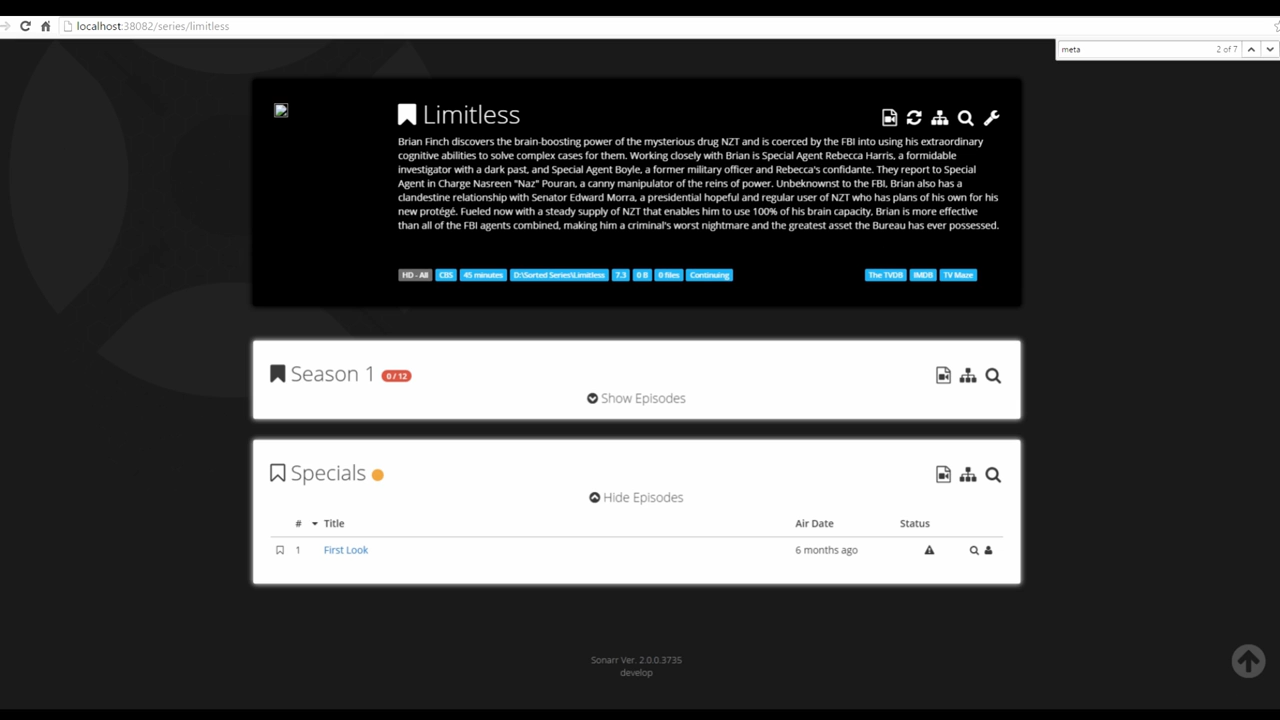 localhost:38082/series/limitless
meta 2 of 7
Limitless
Brian Finch discovers the brain-boosting power of the mysterious drug NZT and is coerced by the FBI into using his extraordinary
cognitive abilities to solve complex cases for them. Working closely with Brian is Special Agent Rebecca Harris, a formidable
investigator with a dark past, and Special Agent Boyle, a former military officer and Rebecca's confidante. They report to Special
Agent in Charge Nasreen "Naz" Pouran, a canny manipulator of the reins of power. Unbeknownst to the FBI, Brian also has a
clandestine relationship with Senator Edward Morra, a presidential hopeful and regular user of NZT who has plans of his own for his
new protégé. Fueled now with a steady supply of NZT that enables him to use 100% of his brain capacity, Brian is more effective
than all of the FBI agents combined, making him a criminal's worst nightmare and the greatest asset the Bureau has ever possessed.
HD - All CBS 45 minutes D:\Sorted Series\Limitless 7.3 0 B 0 files Continuing The TVDB IMDB TV Maze
Season 1 0 / 12
Show Episodes
Specials
Hide Episodes
# Title Air Date Status
1 First Look 6 months ago
Sonarr Ver. 2.0.0.3735
develop